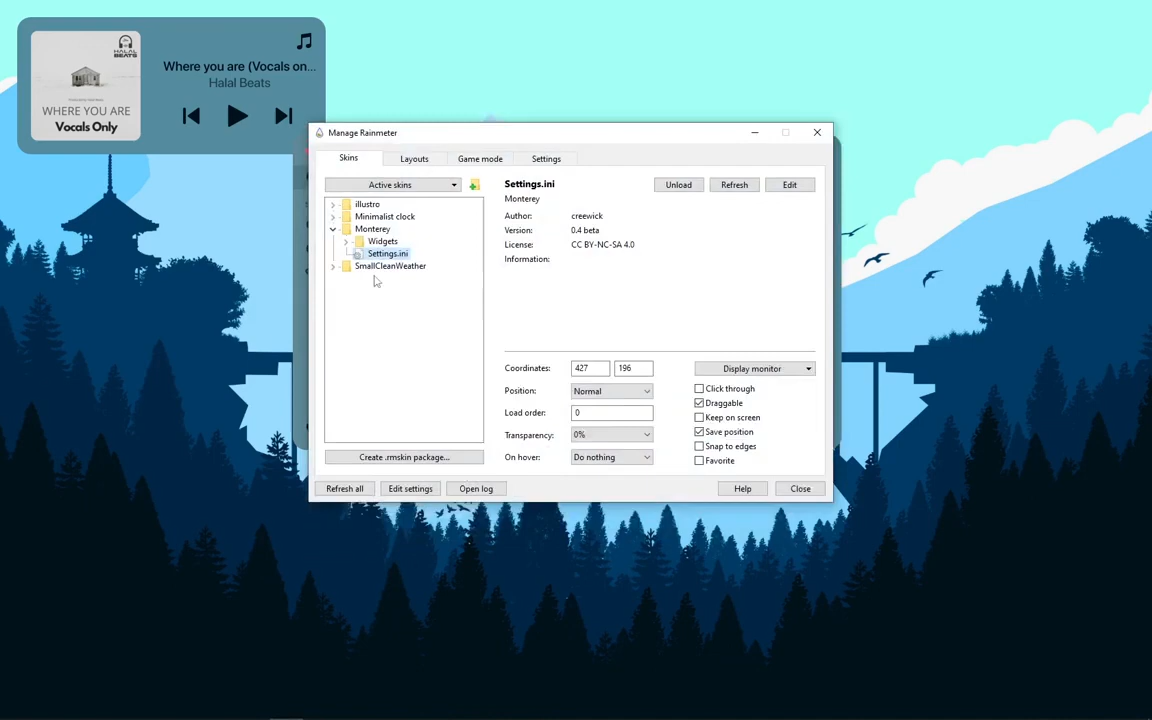 HALAL
BEATS
WHERE YOU ARE
Vocals Only
Where you are (Vocals on...
Halal Beats
Manage Rainmeter
Skins
Layouts
Game mode
Settings
Active skins
illustro
Minimalist clock
Monterey
Widgets
Settings.ini
SmallCleanWeather
Create .rmskin package...
Settings.ini
Unload
Refresh
Edit
Monterey
Author: creewick
Version: 0.4 beta
License: CC BY-NC-SA 4.0
Information:
Coordinates: 427 196
Display monitor
Position: Normal
Click through
Draggable
Load order: 0
Keep on screen
Transparency: 0%
Save position
Snap to edges
On hover: Do nothing
Favorite
Refresh all
Edit settings
Open log
Help
Close